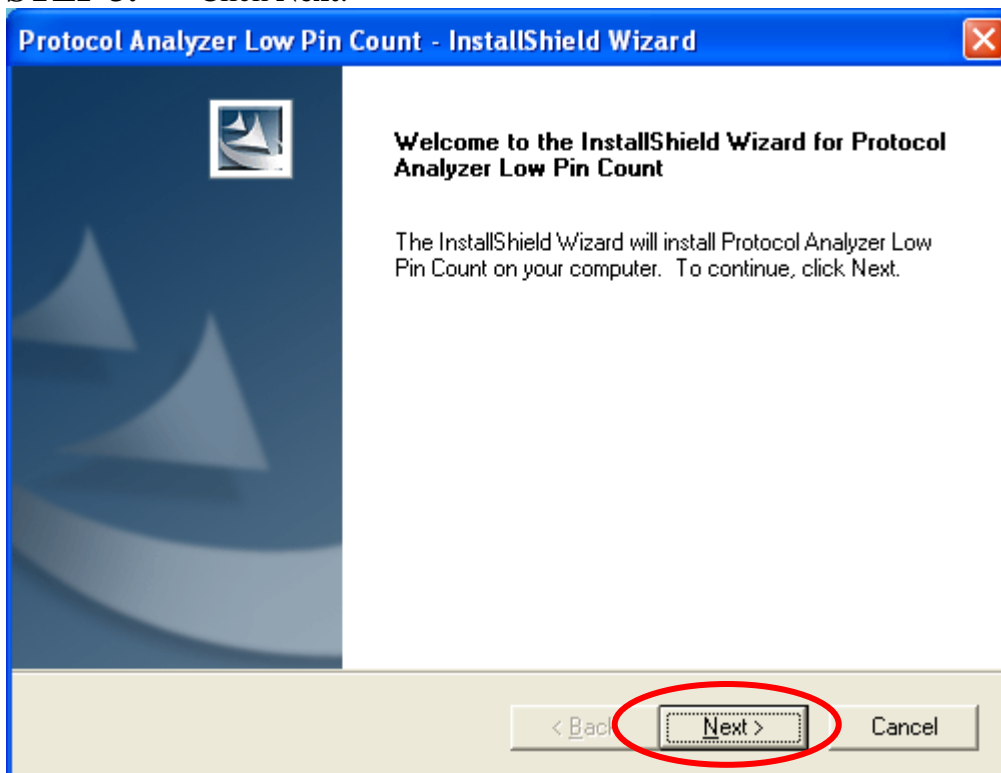 Protocol Analyzer Low Pin Count - InstallShield Wizard
Welcome to the InstallShield Wizard for Protocol
Analyzer Low Pin Count
The InstallShield Wizard will install Protocol Analyzer Low
Pin Count on your computer. To continue, click Next.
< Back Next > Cancel